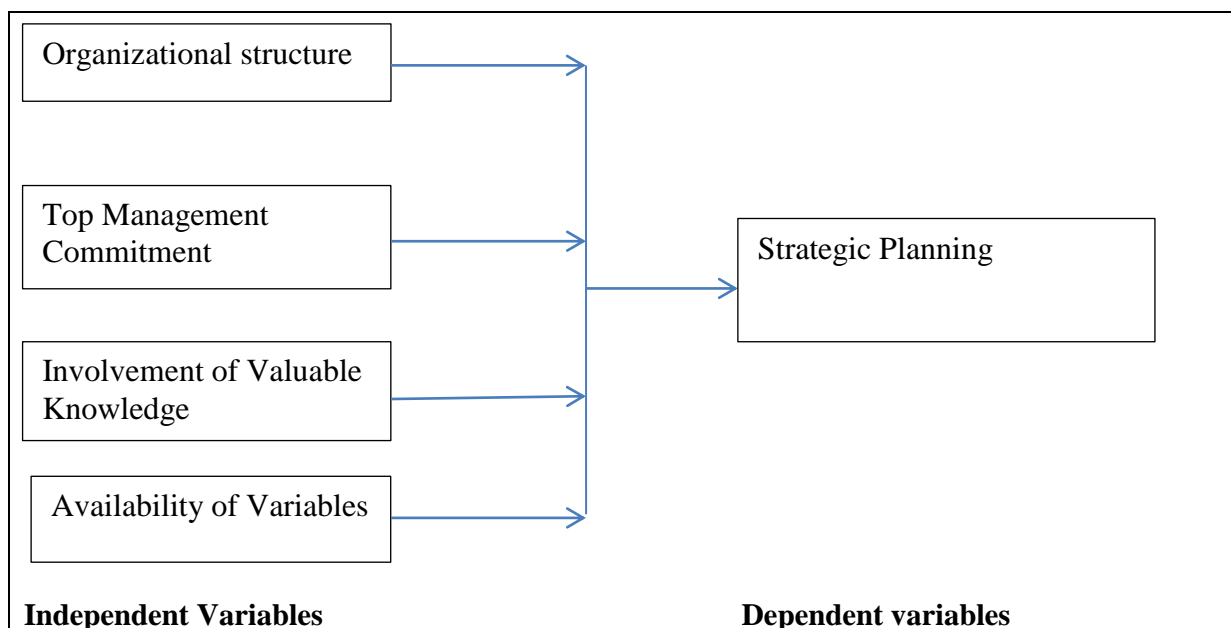 Organizational structure
Top Management
Commitment
Strategic Planning
Involvement of Valuable
Knowledge
Availability of Variables
Independent Variables
Dependent variables